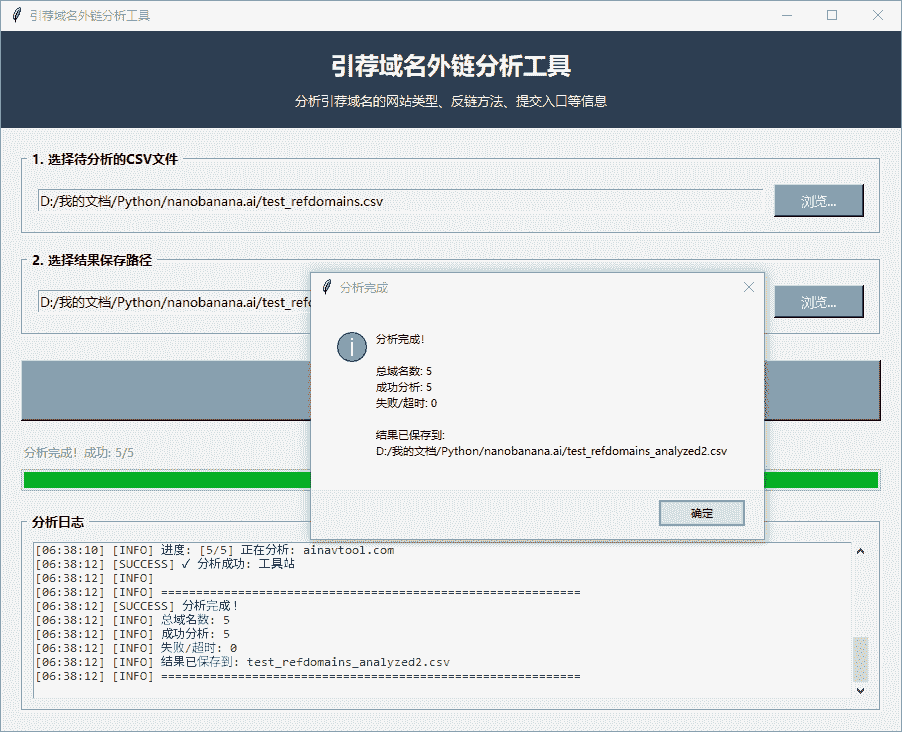 引荐域名外链分析工具
引荐域名外链分析工具
分析引荐域名的网站类型、反链方法、提交入口等信息
1. 选择待分析的CSV文件
D:/我的文档/Python/nanobanana.ai/test_refdomains.csv
浏览...
2. 选择结果保存路径
D:/我的文档/Python/nanobanana.ai/test_refd
浏览...
分析完成
分析完成!
总域名数: 5
成功分析: 5
失败/超时: 0
结果已保存到:
D:/我的文档/Python/nanobanana.ai/test_refdomains_analyzed2.csv
确定
分析完成! 成功: 5/5
分析日志
[06:38:10] [INFO] 进度: [5/5] 正在分析: ainavtool.com
[06:38:12] [SUCCESS] ✓ 分析成功: 工具站
[06:38:12] [INFO]
[06:38:12] [INFO] ============================================================
[06:38:12] [SUCCESS] 分析完成!
[06:38:12] [INFO] 总域名数: 5
[06:38:12] [INFO] 成功分析: 5
[06:38:12] [INFO] 失败/超时: 0
[06:38:12] [INFO] 结果已保存到: test_refdomains_analyzed2.csv
[06:38:12] [INFO] ============================================================